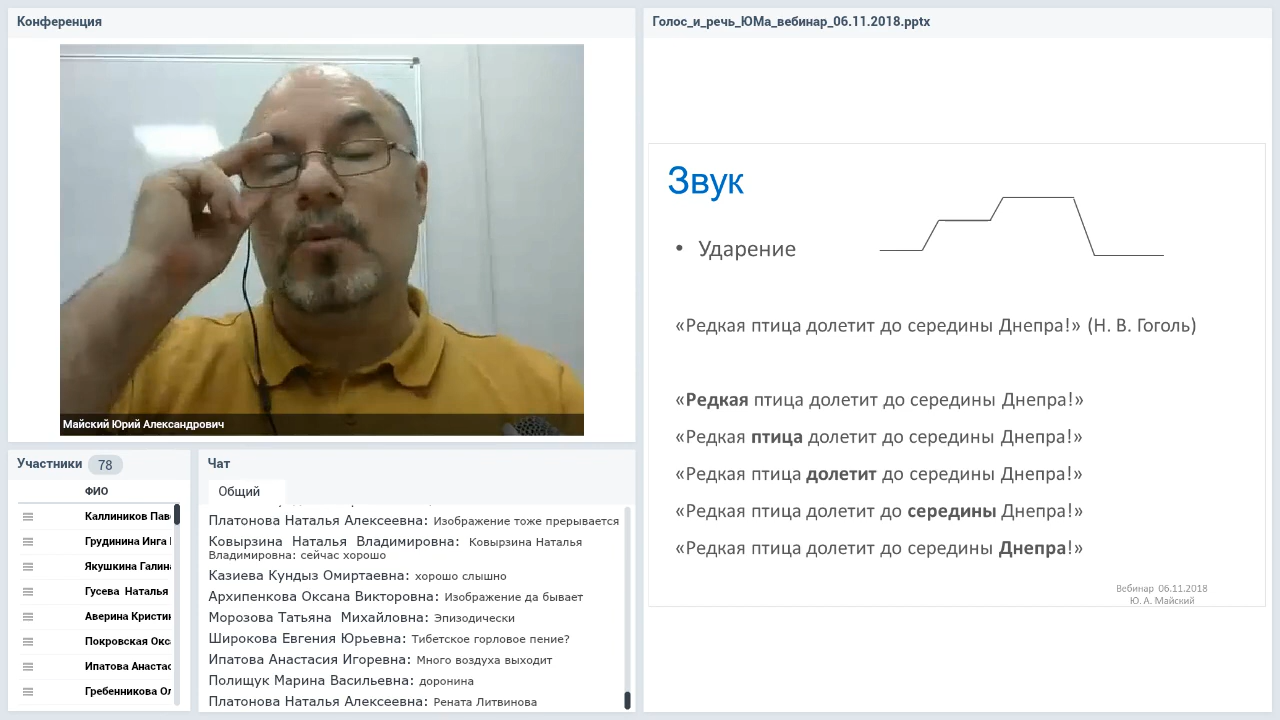 Конференция
Майский Юрий Александрович
Участники 78
ФИО
Каллиников Пав
Грудинина Инга
Якушкина Галина
Гусева Наталья
Аверина Кристин
Покровская Окс
Ипатова Анастас
Гребенникова Ол
Чат
Общий
Платонова Наталья Алексеевна: Изображение тоже прерывается
Ковырзина Наталья Владимировна: Ковырзина Наталья
Владимировна: сейчас хорошо
Казиева Кундыз Омиртаевна: хорошо слышно
Архипенкова Оксана Викторовна: Изображение да бывает
Морозова Татьяна Михайловна: Эпизодически
Широкова Евгения Юрьевна: Тибетское горловое пение?
Ипатова Анастасия Игоревна: Много воздуха выходит
Полищук Марина Васильевна: доронина
Платонова Наталья Алексеевна: Рената Литвинова
Голос_и_речь_ЮМа_вебинар_06.11.2018.pptx
Звук
• Ударение
«Редкая птица долетит до середины Днепра!» (Н. В. Гоголь)
«Редкая птица долетит до середины Днепра!»
«Редкая птица долетит до середины Днепра!»
«Редкая птица долетит до середины Днепра!»
«Редкая птица долетит до середины Днепра!»
«Редкая птица долетит до середины Днепра!»
Вебинар 06.11.2018
Ю. А. Майский